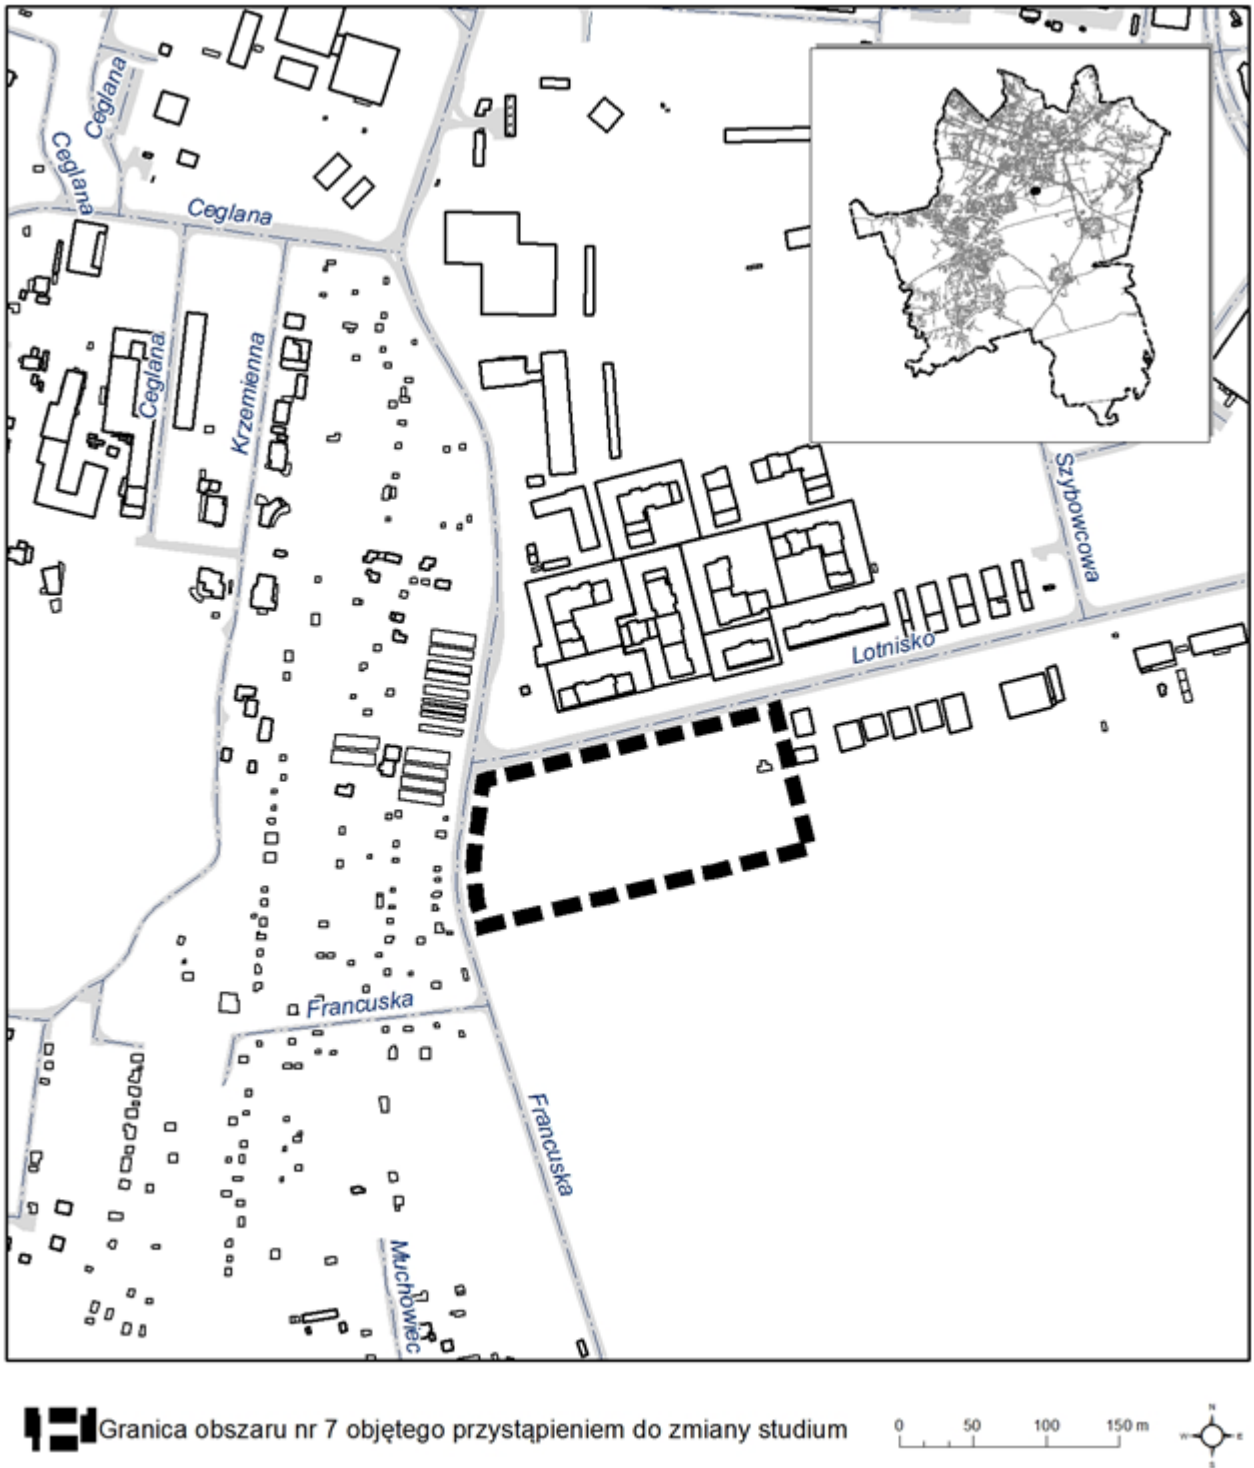 Ceglana
Ceglana
Ceglana
Ceglana
Krzemienna
Szybowcowa
Lotnisko
Francuska
Francuska
Muchowiec
Granica obszaru nr 7 objętego przystąpieniem do zmiany studium
0 50 100 150 m
N
W E
S